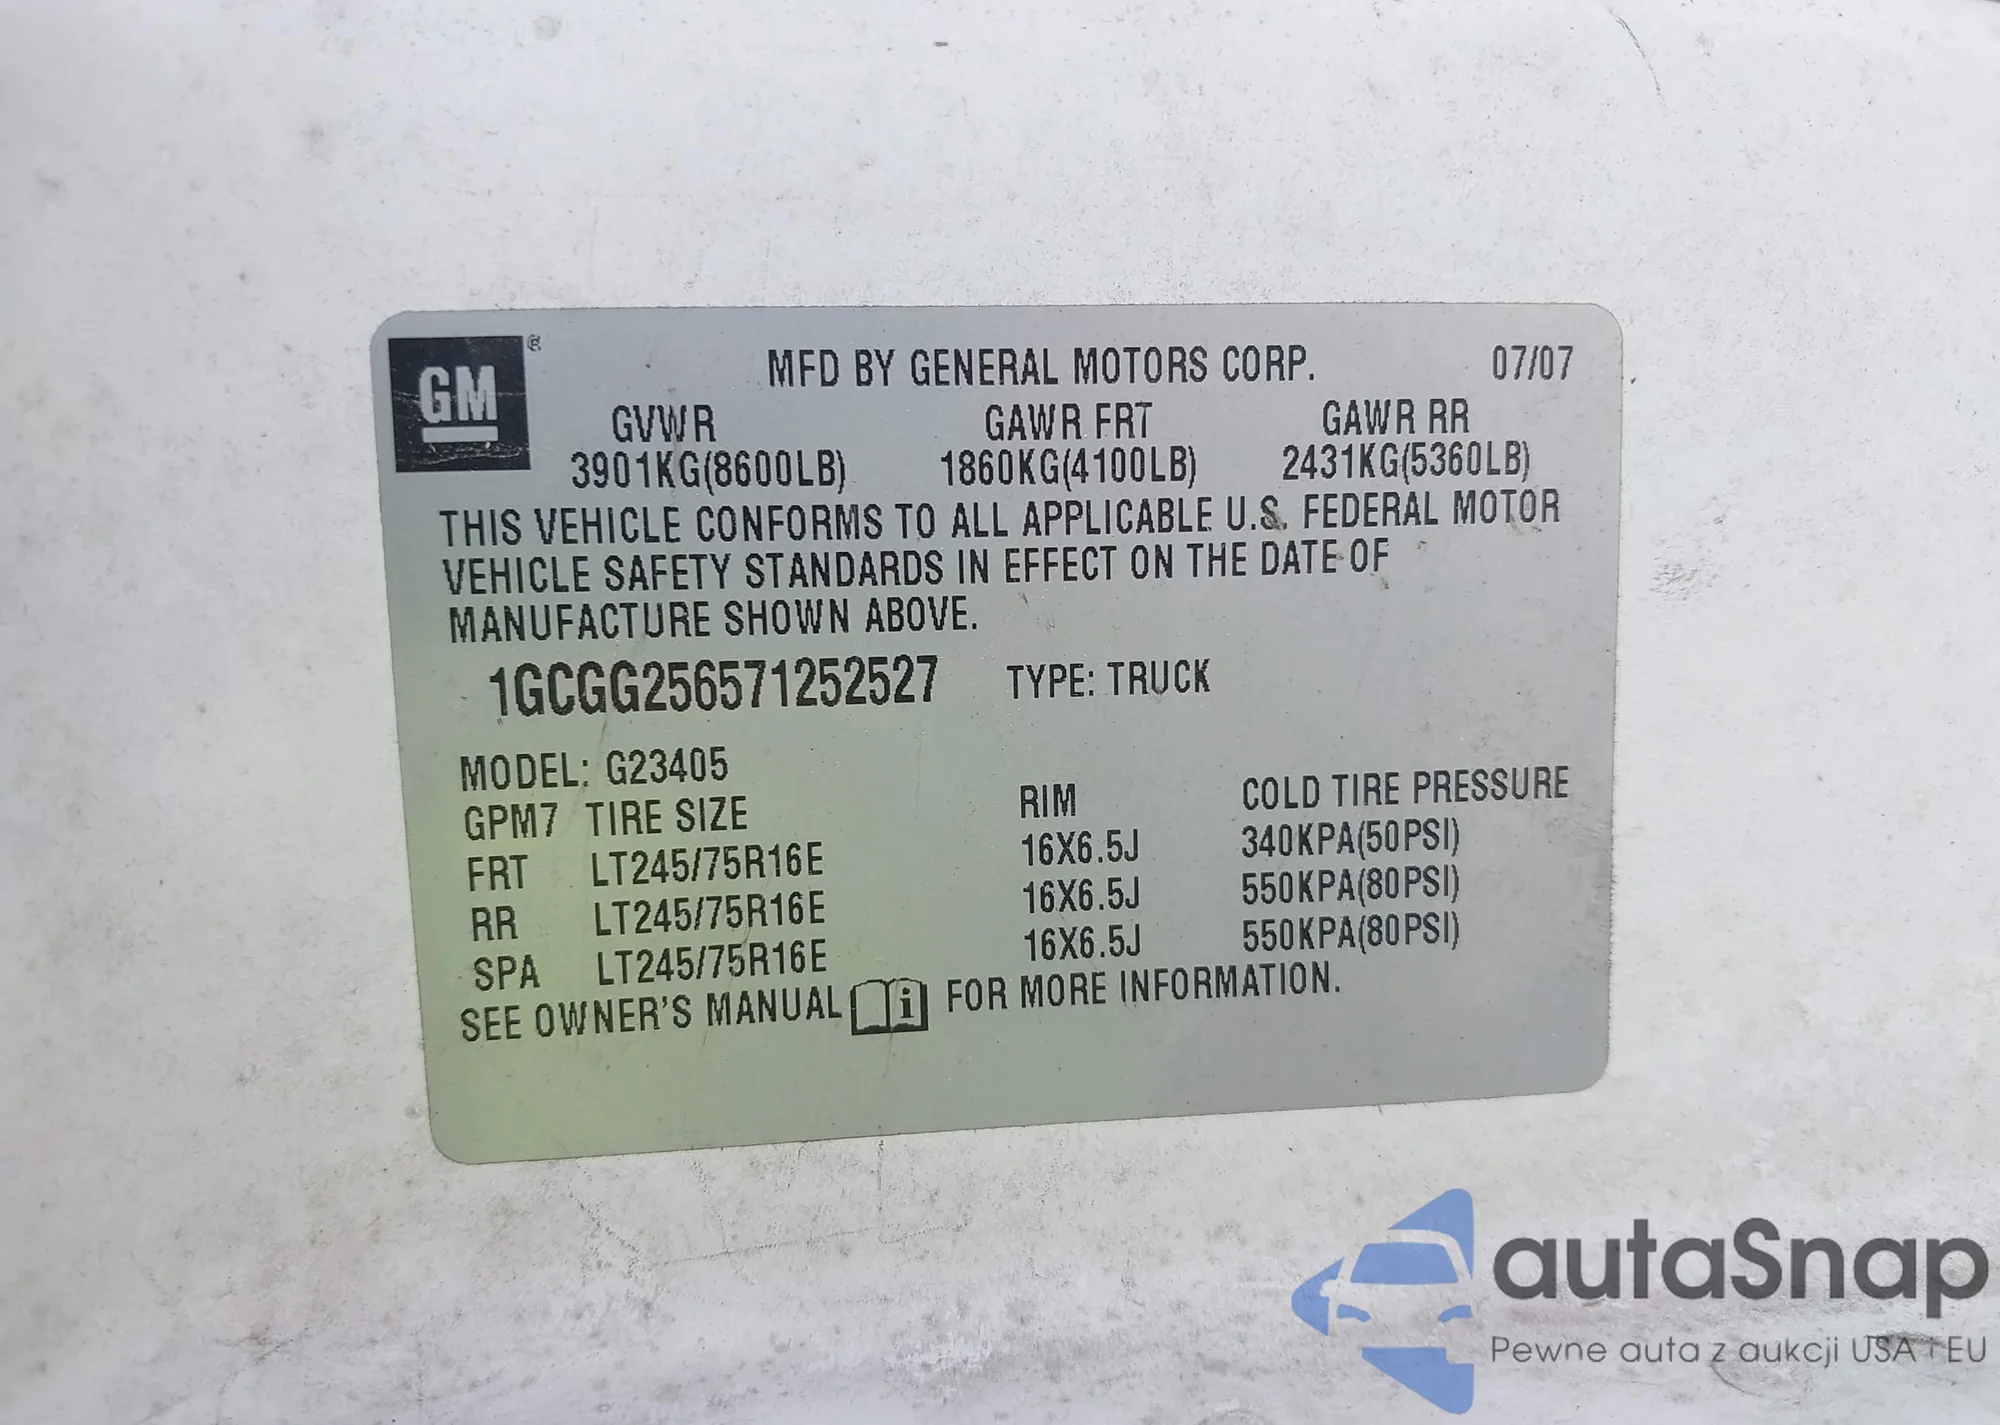 GM®
MFD BY GENERAL MOTORS CORP. 07/07
GVWR GAWR FRT GAWR RR
3901KG(8600LB) 1860KG(4100LB) 2431KG(5360LB)
THIS VEHICLE CONFORMS TO ALL APPLICABLE U.S. FEDERAL MOTOR
VEHICLE SAFETY STANDARDS IN EFFECT ON THE DATE OF
MANUFACTURE SHOWN ABOVE.
1GCGG256571252527 TYPE: TRUCK
MODEL: G23405
GPM7 TIRE SIZE RIM COLD TIRE PRESSURE
FRT LT245/75R16E 16X6.5J 340KPA(50PSI)
RR LT245/75R16E 16X6.5J 550KPA(80PSI)
SPA LT245/75R16E 16X6.5J 550KPA(80PSI)
SEE OWNER'S MANUAL i FOR MORE INFORMATION.
autaSnap
Pewne auta z aukcji USA i EU